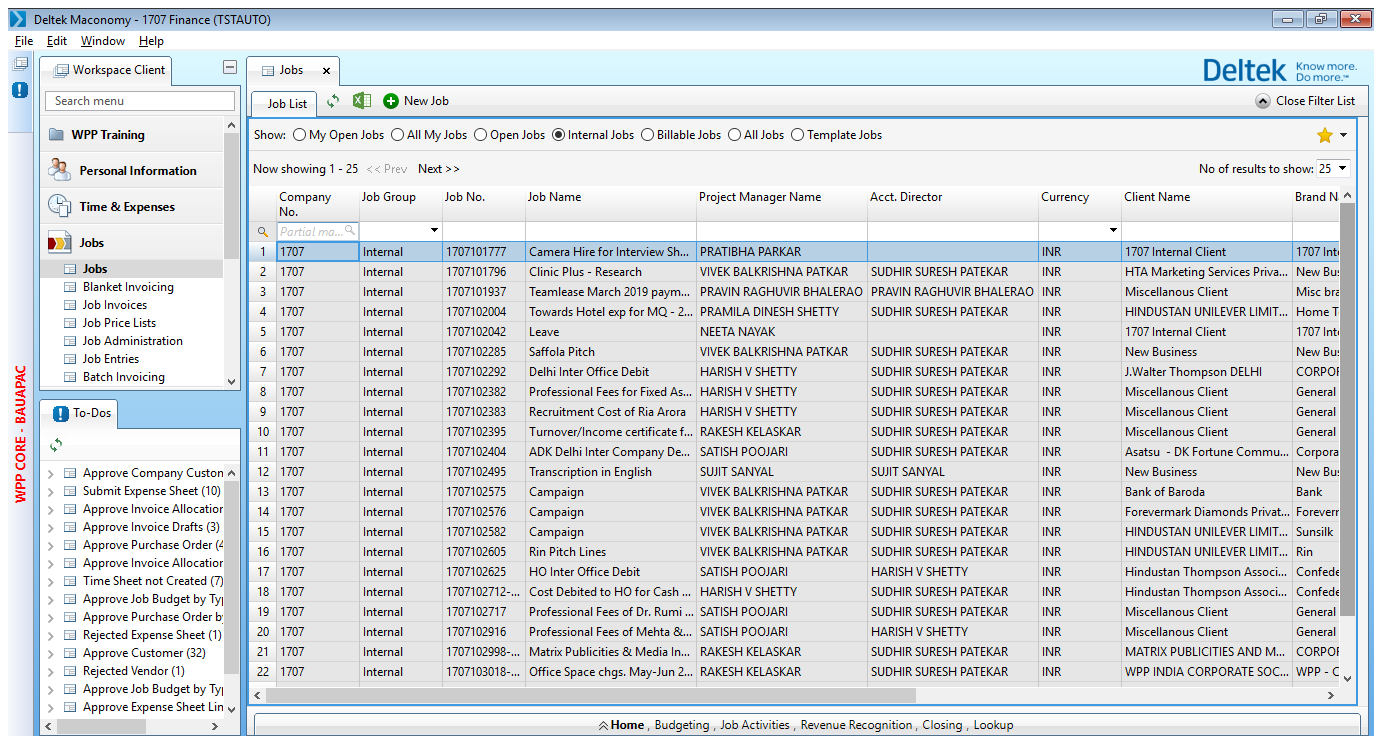 Deltek Maconomy - 1707 Finance (TSTAUTO)
File Edit Window Help
Workspace Client
Search menu
WPP Training
Personal Information
Time & Expenses
Jobs
Jobs
Blanket Invoicing
Job Invoices
Job Price Lists
Job Administration
Job Entries
Batch Invoicing
WPP CORE - BAUAPAC
To-Dos
Approve Company Custon
Submit Expense Sheet (10)
Approve Invoice Allocation
Approve Invoice Drafts (3)
Approve Purchase Order (4
Approve Invoice Allocation
Time Sheet not Created (7)
Approve Job Budget by Typ
Approve Purchase Order by
Rejected Expense Sheet (1)
Approve Customer (32)
Rejected Vendor (1)
Approve Job Budget by Typ
Approve Expense Sheet Lin
Jobs
Deltek Know more. Do more.™
Job List New Job Close Filter List
Show: My Open Jobs All My Jobs Open Jobs Internal Jobs Billable Jobs All Jobs Template Jobs
Now showing 1 - 25 << Prev Next >> No of results to show: 25
Company No. Job Group Job No. Job Name Project Manager Name Acct. Director Currency Client Name Brand N
Partial ma...
1 1707 Internal 1707101777 Camera Hire for Interview Sh... PRATIBHA PARKAR INR 1707 Internal Client 1707 Int
2 1707 Internal 1707101796 Clinic Plus - Research VIVEK BALKRISHNA PATKAR SUDHIR SURESH PATEKAR INR HTA Marketing Services Priva... New Bus
3 1707 Internal 1707101937 Teamlease March 2019 paym... PRAVIN RAGHUVIR BHALERAO PRAVIN RAGHUVIR BHALERAO INR Miscellanous Client Misc bra
4 1707 Internal 1707102004 Towards Hotel exp for MQ - 2... PRAMILA DINESH SHETTY SUDHIR SURESH PATEKAR INR HINDUSTAN UNILEVER LIMIT... Home T
5 1707 Internal 1707102042 Leave NEETA NAYAK INR 1707 Internal Client 1707 Int
6 1707 Internal 1707102285 Saffola Pitch VIVEK BALKRISHNA PATKAR SUDHIR SURESH PATEKAR INR New Business New Bus
7 1707 Internal 1707102292 Delhi Inter Office Debit HARISH V SHETTY SUDHIR SURESH PATEKAR INR J.Walter Thompson DELHI CORPOR
8 1707 Internal 1707102382 Professional Fees for Fixed As... HARISH V SHETTY SUDHIR SURESH PATEKAR INR Miscellanous Client General
9 1707 Internal 1707102383 Recruitment Cost of Ria Arora HARISH V SHETTY SUDHIR SURESH PATEKAR INR Miscellanous Client General
10 1707 Internal 1707102395 Turnover/Income certificate f... RAKESH KELASKAR SUDHIR SURESH PATEKAR INR Miscellanous Client General
11 1707 Internal 1707102404 ADK Delhi Inter Company De... SATISH POOJARI SUDHIR SURESH PATEKAR INR Asatsu - DK Fortune Commu... Corpora
12 1707 Internal 1707102495 Transcription in English SUJIT SANYAL SUJIT SANYAL INR New Business New Bus
13 1707 Internal 1707102575 Campaign VIVEK BALKRISHNA PATKAR SUDHIR SURESH PATEKAR INR Bank of Baroda Bank
14 1707 Internal 1707102576 Campaign VIVEK BALKRISHNA PATKAR SUDHIR SURESH PATEKAR INR Forevermark Diamonds Privat... Foreverr
15 1707 Internal 1707102582 Campaign VIVEK BALKRISHNA PATKAR SUDHIR SURESH PATEKAR INR HINDUSTAN UNILEVER LIMIT... Sunsilk
16 1707 Internal 1707102605 Rin Pitch Lines VIVEK BALKRISHNA PATKAR SUDHIR SURESH PATEKAR INR HINDUSTAN UNILEVER LIMIT... Rin
17 1707 Internal 1707102625 HO Inter Office Debit SATISH POOJARI HARISH V SHETTY INR Hindustan Thompson Associ... Confede
18 1707 Internal 1707102712-... Cost Debited to HO for Cash ... HARISH V SHETTY SUDHIR SURESH PATEKAR INR Hindustan Thompson Associ... Confede
19 1707 Internal 1707102717 Professional Fees of Dr. Rumi ... SATISH POOJARI SUDHIR SURESH PATEKAR INR Miscellanous Client General
20 1707 Internal 1707102916 Professional Fees of Mehta &... SATISH POOJARI HARISH V SHETTY INR Miscellanous Client General
21 1707 Internal 1707102998-... Matrix Publicities & Media In... RAKESH KELASKAR SUDHIR SURESH PATEKAR INR MATRIX PUBLICITIES AND M... CORPOR
22 1707 Internal 1707103018-... Office Space chgs. May-Jun 2... RAKESH KELASKAR SUDHIR SURESH PATEKAR INR WPP INDIA CORPORATE SOC... WPP - C
Home , Budgeting , Job Activities , Revenue Recognition , Closing , Lookup